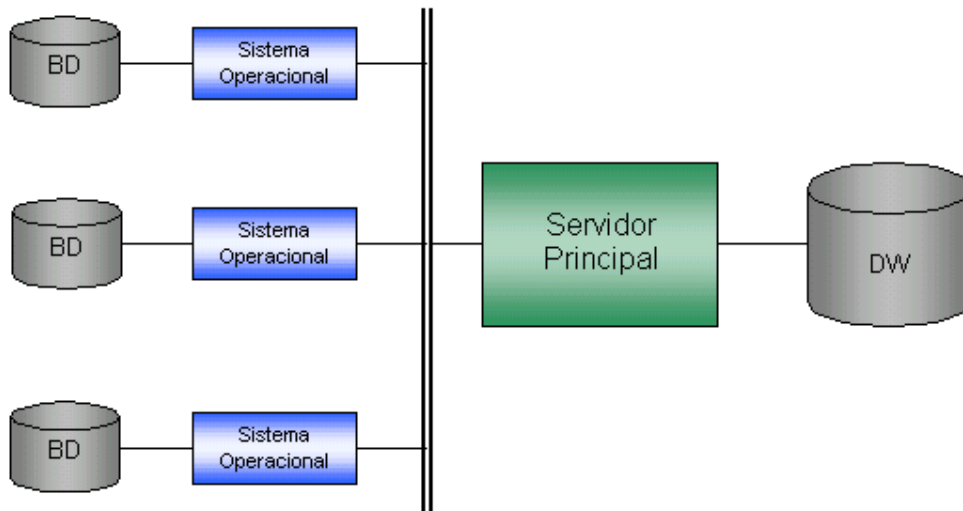 BD
Sistema
Operacional
BD
Sistema
Operacional
Servidor
Principal
DW
BD
Sistema
Operacional